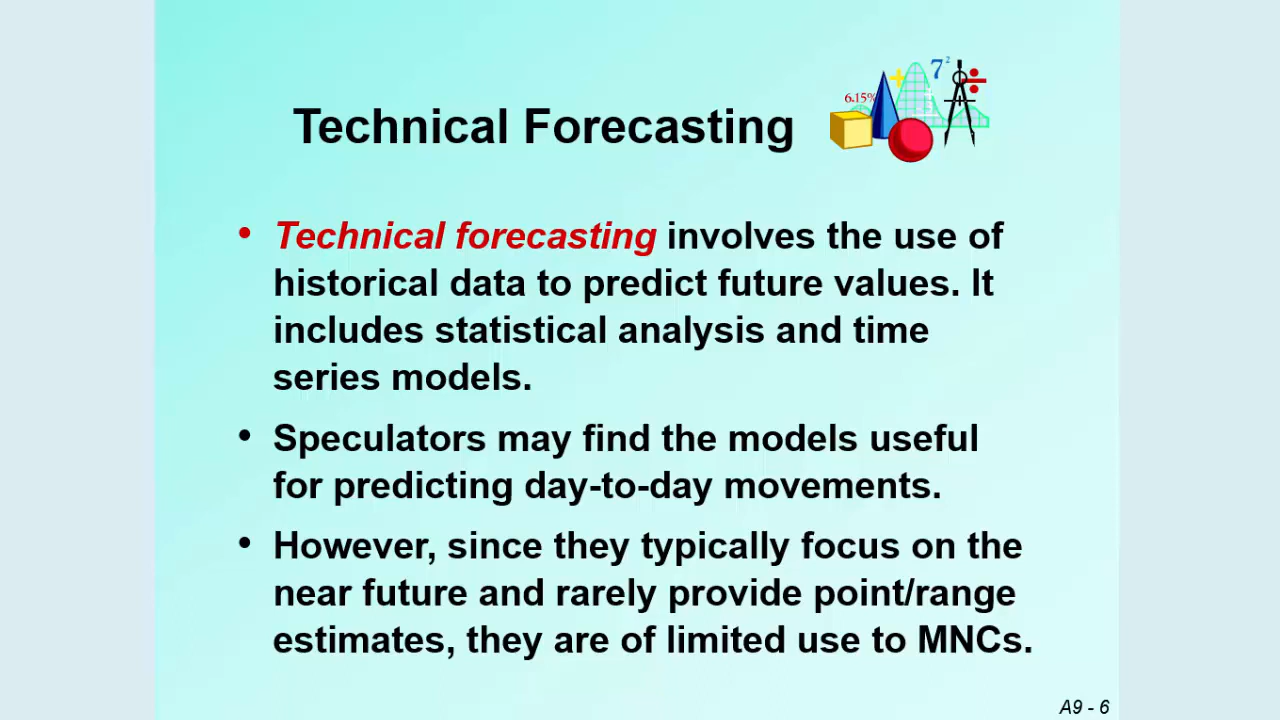 6.15%
7²
Technical Forecasting
• Technical forecasting involves the use of
historical data to predict future values. It
includes statistical analysis and time
series models.
• Speculators may find the models useful
for predicting day-to-day movements.
• However, since they typically focus on the
near future and rarely provide point/range
estimates, they are of limited use to MNCs.
A9 - 6